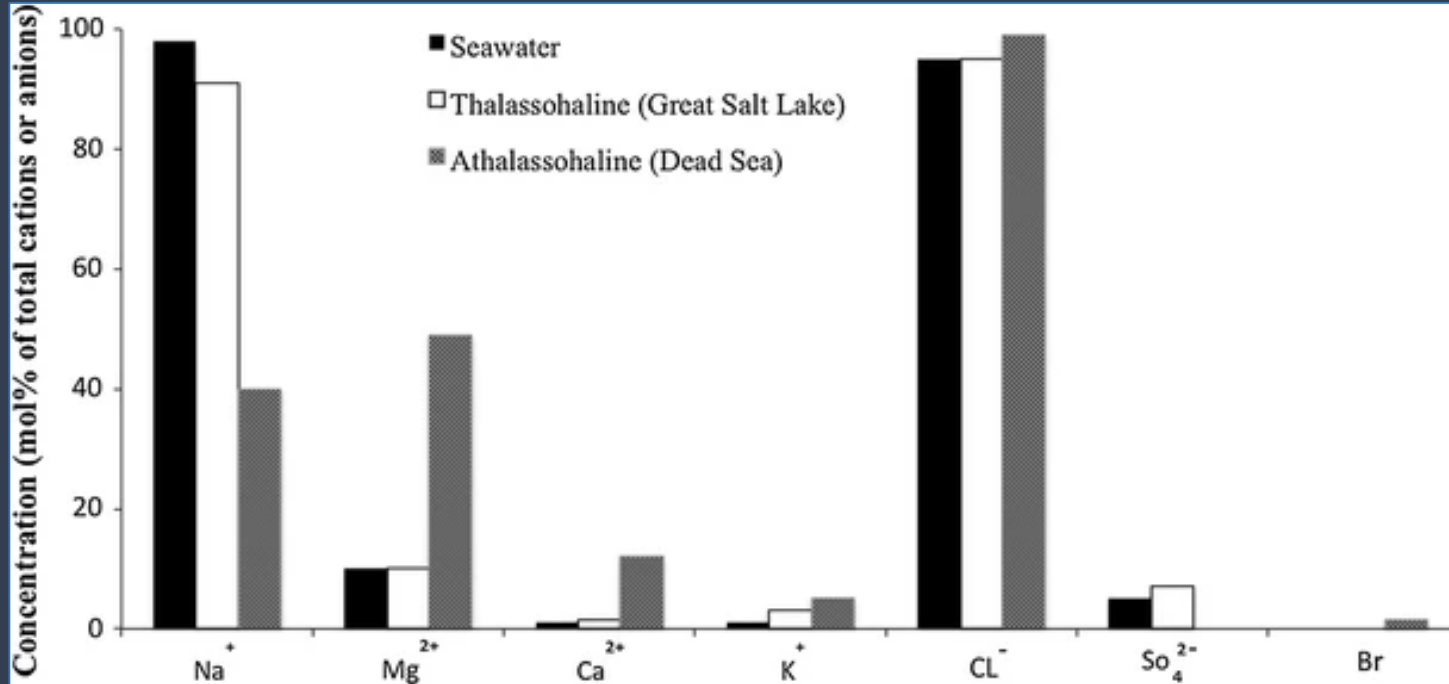 Concentration (mol% of total cations or anions)
100
80
60
40
20
0
Seawater
Thalassohaline (Great Salt Lake)
Athalassohaline (Dead Sea)
Na⁺ Mg²⁺ Ca²⁺ K⁺ CL⁻ So₄²⁻ Br